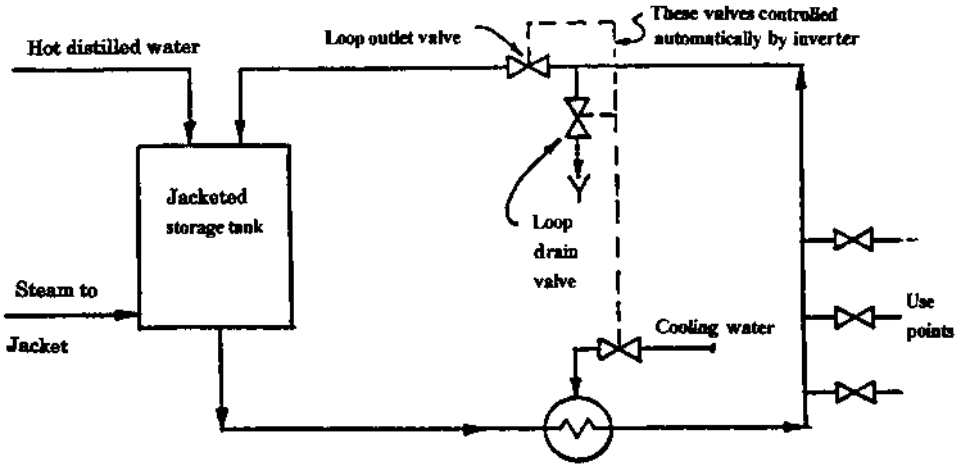 These valves controlled
automatically by inverter
Loop outlet valve
Hot distilled water
Jacketed
storage tank
Loop
drain
valve
Steam to
Jacket
Cooling water
Use
points